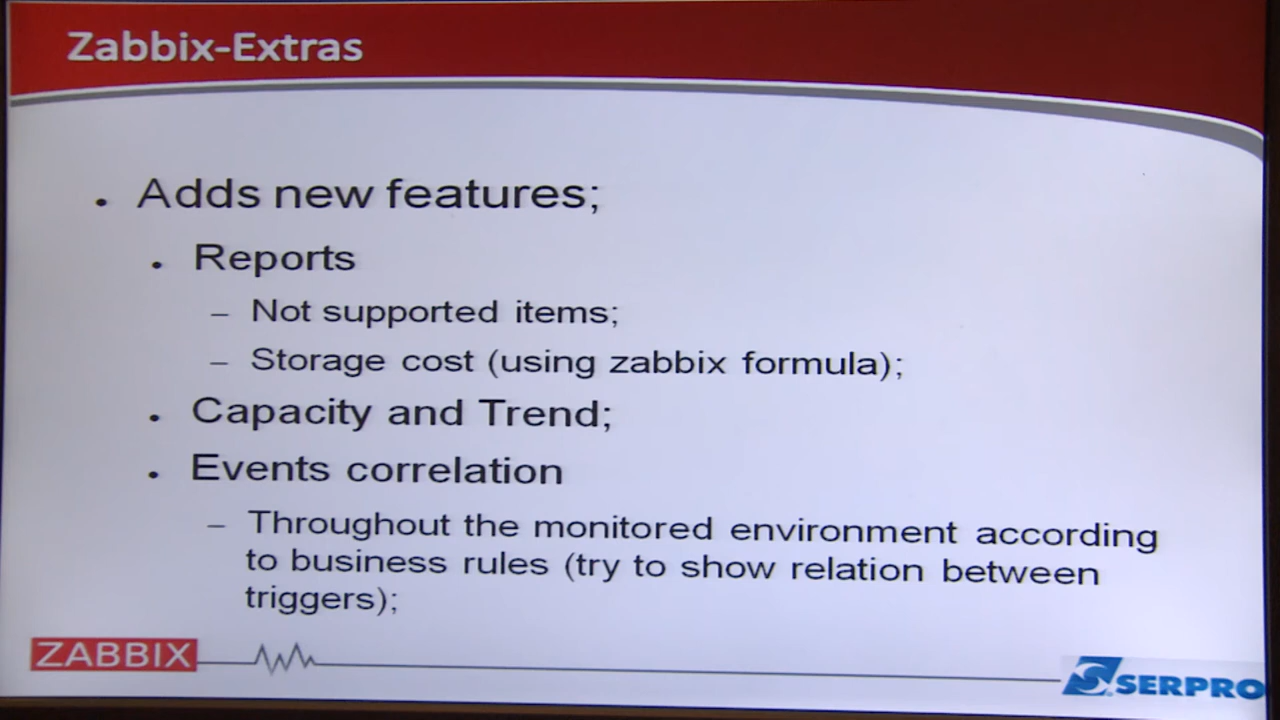 Zabbix-Extras
• Adds new features;
• Reports
– Not supported items;
– Storage cost (using zabbix formula);
• Capacity and Trend;
• Events correlation
– Throughout the monitored environment according
to business rules (try to show relation between
triggers);
ZABBIX
SERPRO